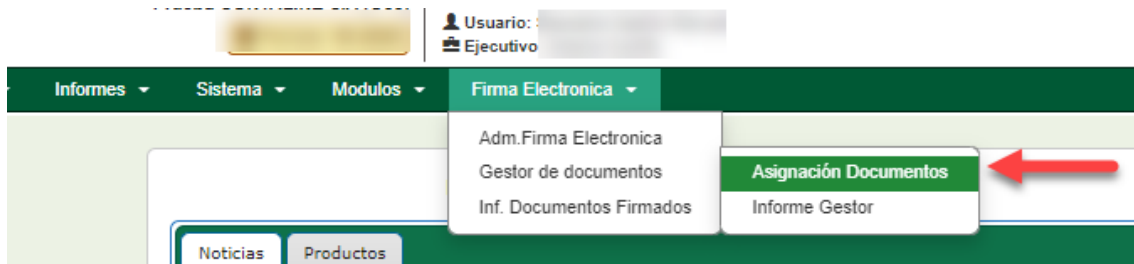 Usuario:
Ejecutivo
Informes
Sistema
Modulos
Firma Electronica
Adm.Firma Electronica
Gestor de documentos
Inf. Documentos Firmados
Asignación Documentos
Informe Gestor
Noticias
Productos